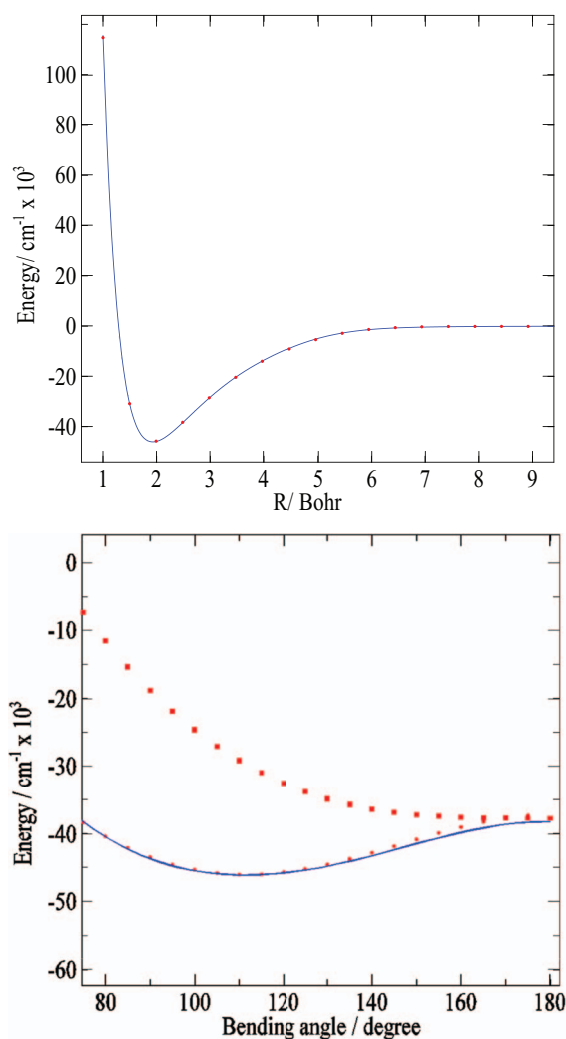 100
80
60
40
20
0
-20
-40
Energy/ cm⁻¹ x 10³
1 2 3 4 5 6 7 8 9
R/ Bohr
0
-10
-20
-30
-40
-50
-60
Energy / cm⁻¹ x 10³
80 100 120 140 160 180
Bending angle / degree